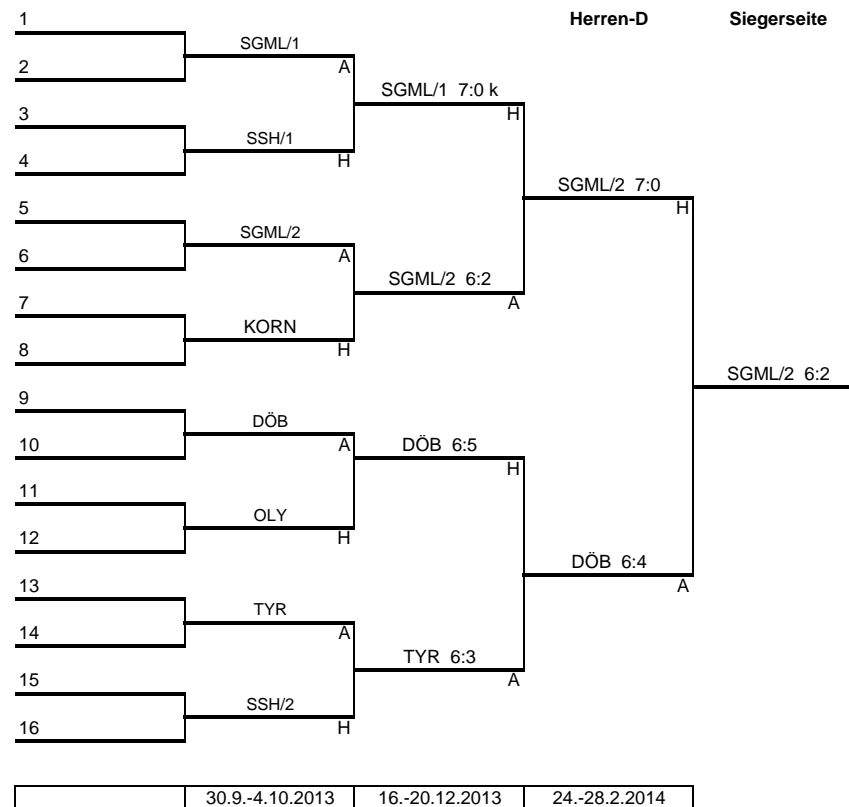 1 Herren-D Siegerseite
SGML/1
2 A
SGML/1 7:0 k
3 H
SSH/1
4 H
SGML/2 7:0
5 H
SGML/2
6 A
SGML/2 6:2
7 A
KORN
8 H
SGML/2 6:2
9
DÖB
10 A DÖB 6:5
H
11
OLY
12 H
DÖB 6:4
13 A
TYR
14 A
TYR 6:3
15 A
SSH/2
16 H
30.9.-4.10.2013 16.-20.12.2013 24.-28.2.2014